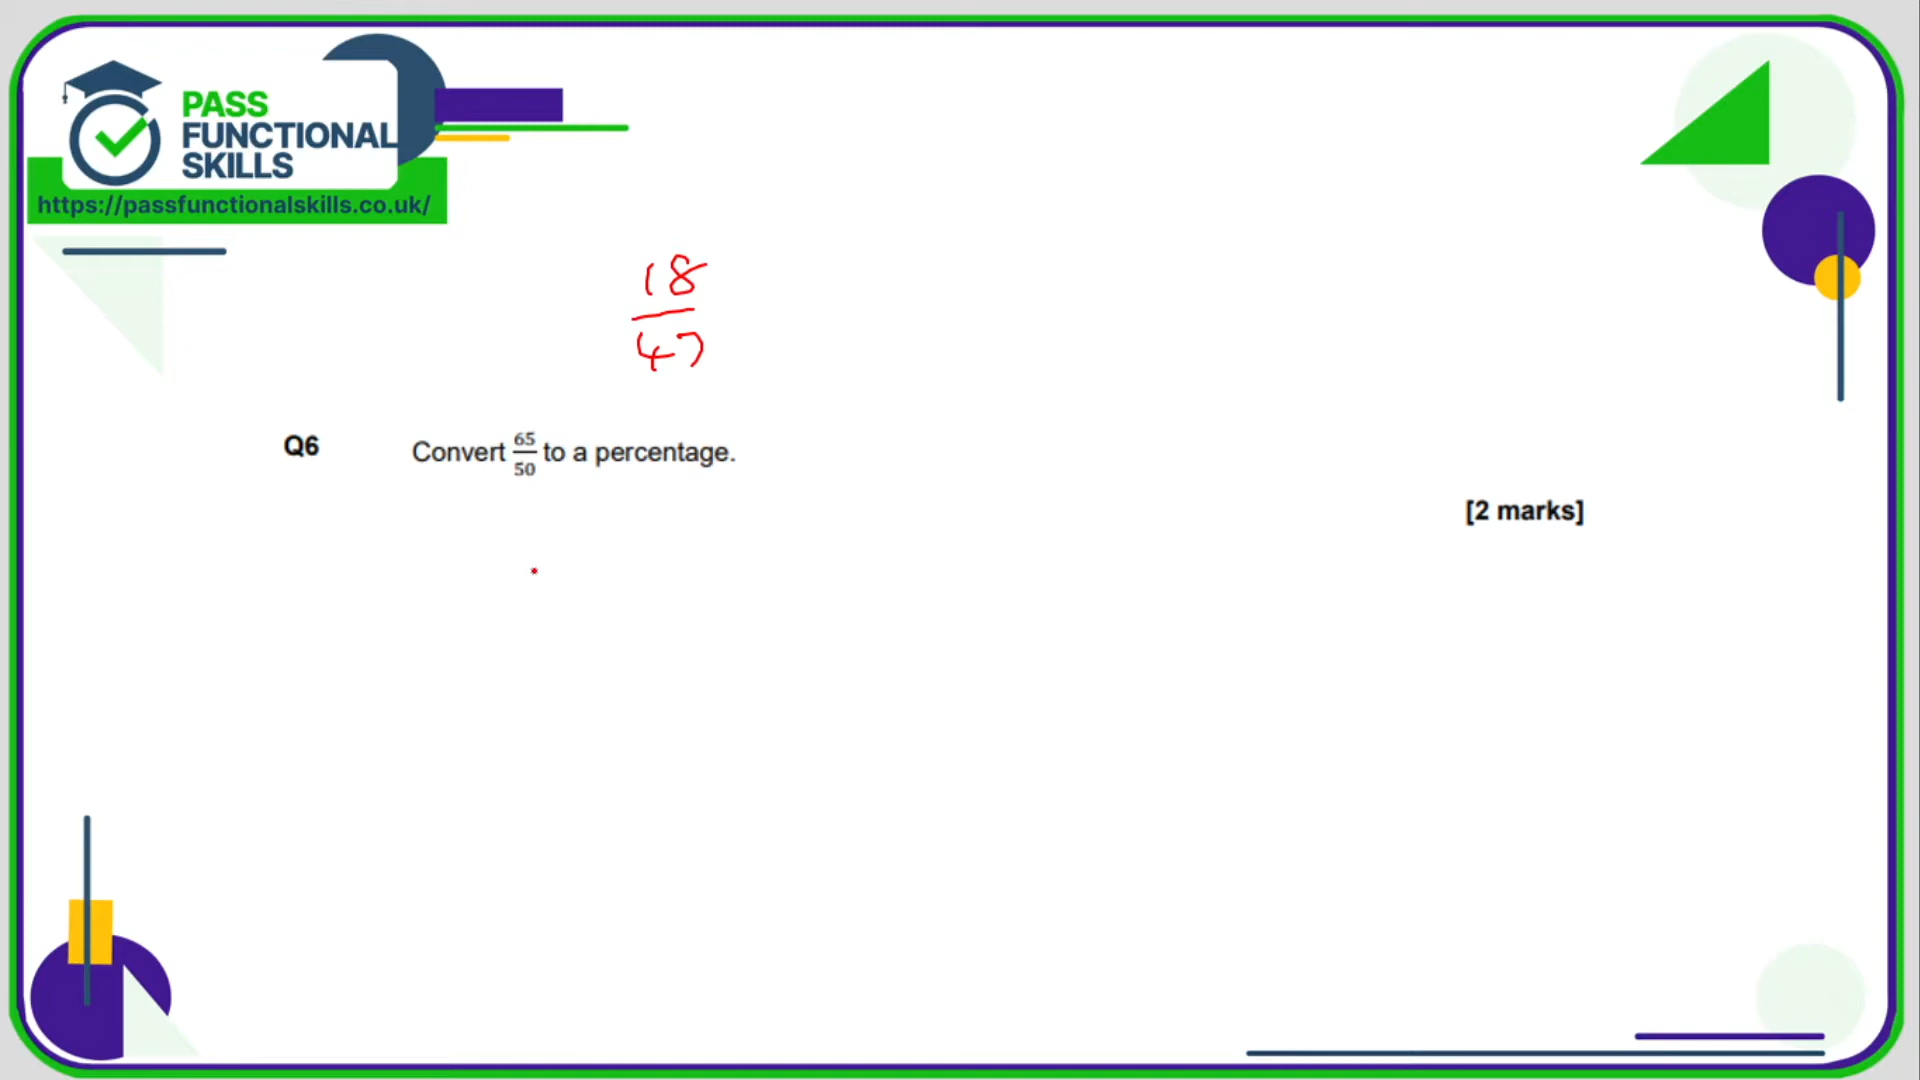 PASS
FUNCTIONAL
SKILLS
https://passfunctionalskills.co.uk/
18
47
Q6 Convert 65/50 to a percentage.
[2 marks]